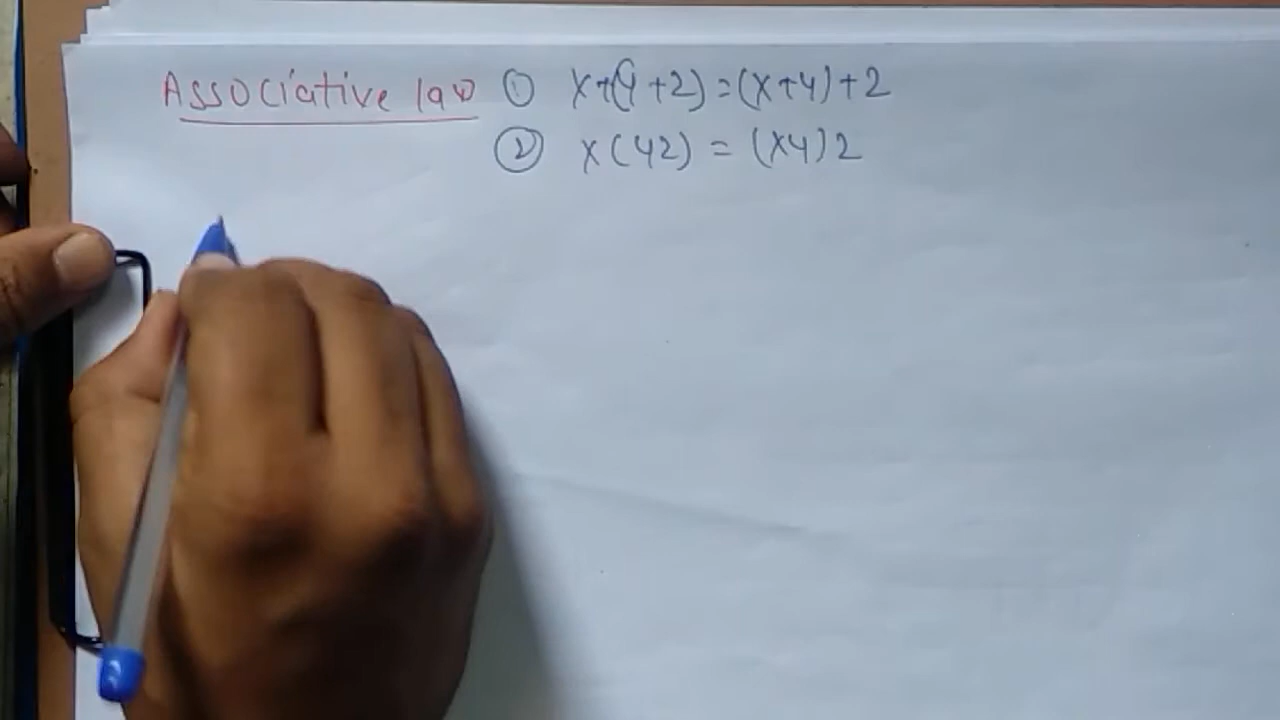 Associative law ① x+(y+z)=(x+y)+z
② x(yz) = (xy)z